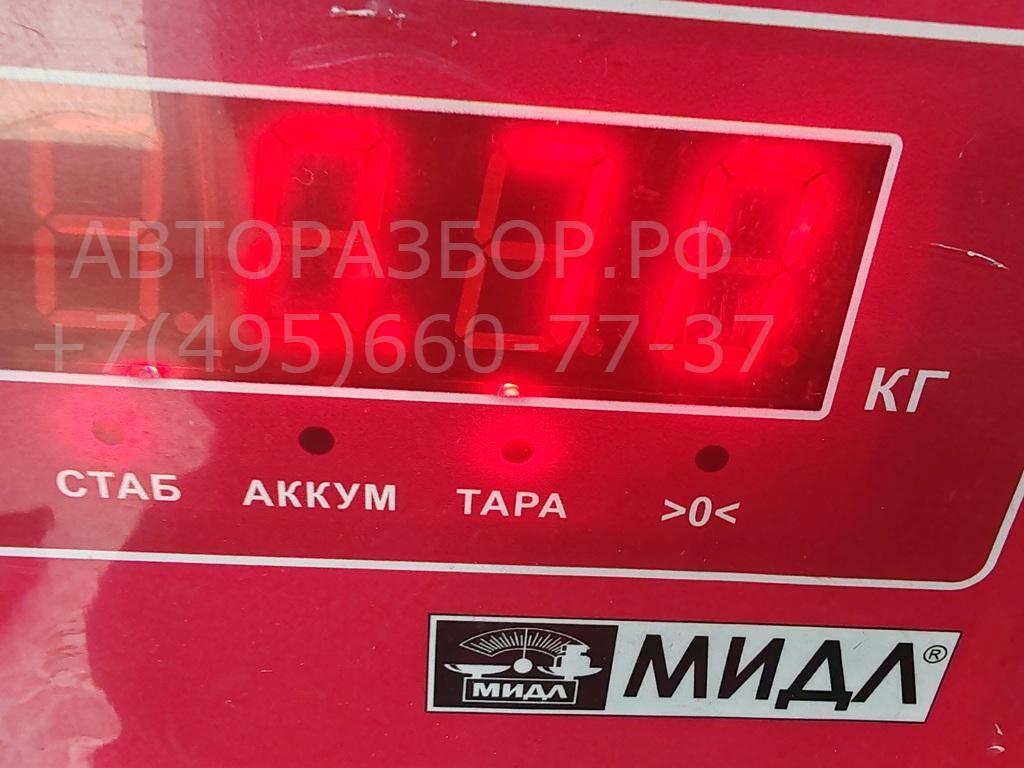 АВТОРАЗБОР.РФ
+7(495)660-77-37
КГ
СТАБ АККУМ ТАРА >0<
МИДЛ МИДЛ®